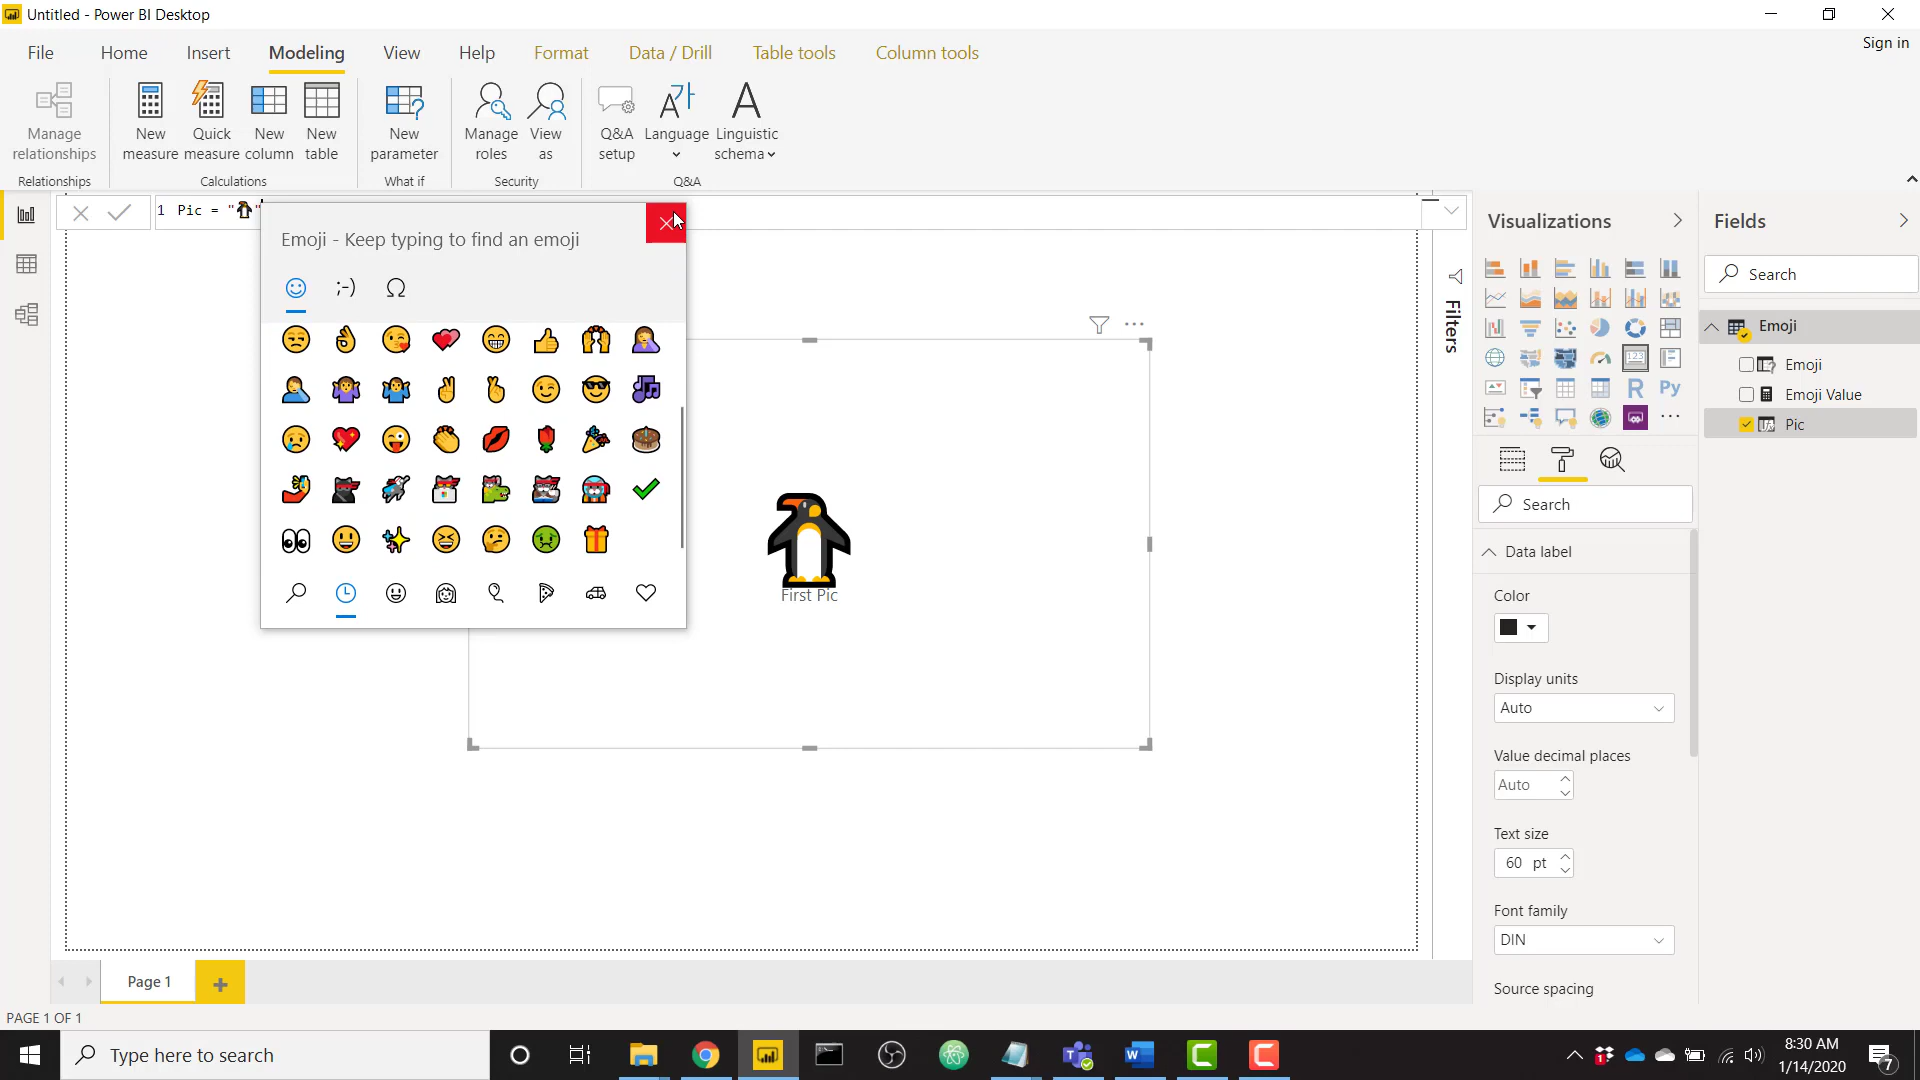 Untitled - Power BI Desktop
Sign in
File Home Insert Modeling View Help Format Data / Drill Table tools Column tools
Manage relationships
New measure
Quick measure
New column
New table
New parameter
Manage roles
View as
Q&A setup
Language
Linguistic schema
Relationships
Calculations
What if
Security
Q&A
1 Pic = "🐧"
Emoji - Keep typing to find an emoji
;-)
Ω
First Pic
Filters
Visualizations
R
Py
Search
Data label
Color
Display units
Auto
Value decimal places
Auto
Text size
60 pt
Font family
DIN
Source spacing
Fields
Search
Emoji
Emoji
Emoji Value
Pic
Page 1
PAGE 1 OF 1
Type here to search
8:30 AM
1/14/2020
7